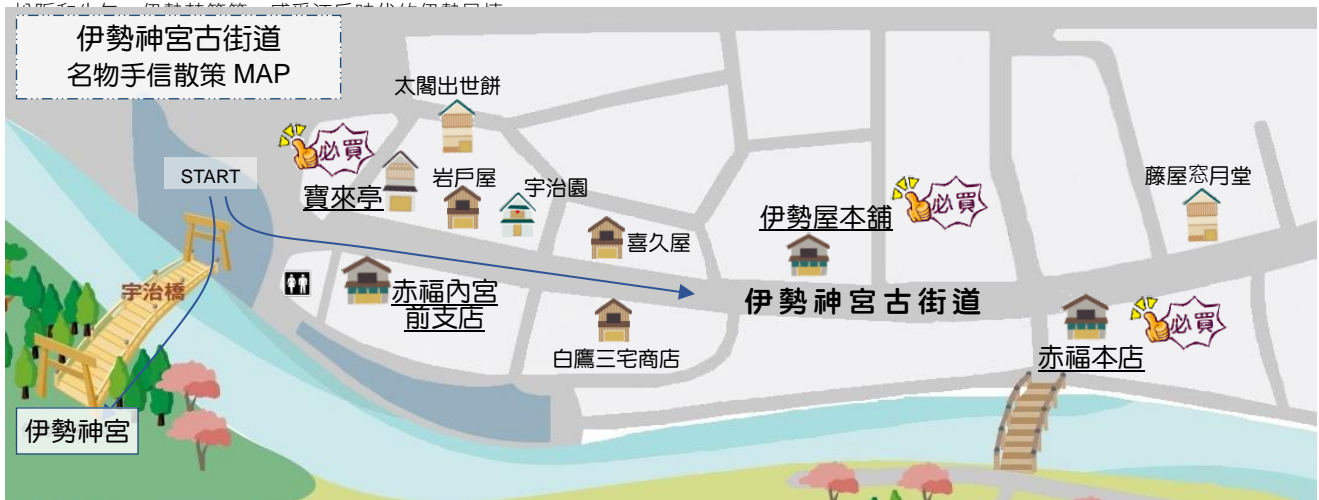 伊勢神宮古街道
名物手信散策 MAP
太閣出世餅
必買
START
岩戶屋
宇治園
藤屋窓月堂
寶來亭
伊勢屋本舖
必買
喜久屋
宇治橋
赤福內宮
前支店
伊勢神宮古街道
必買
白鷹三宅商店
赤福本店
伊勢神宮